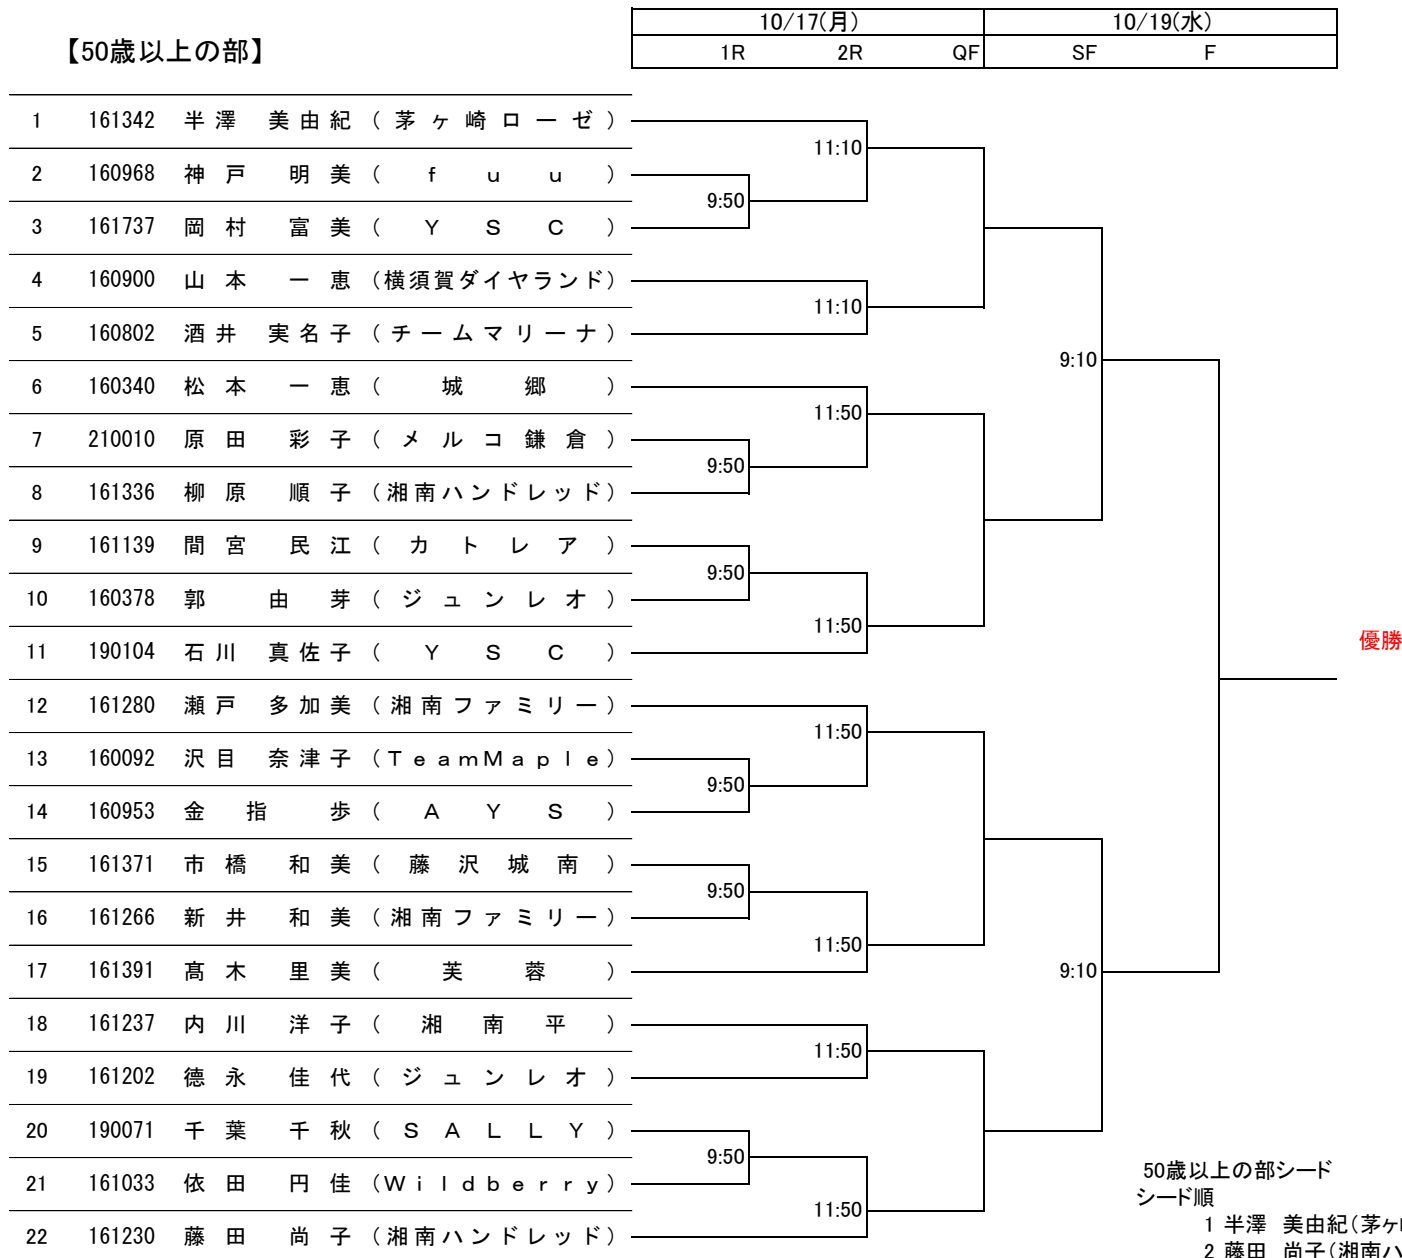 10/17(月) 10/19(水)
【50歳以上の部】 1R 2R QF SF F
1 161342 半澤 美由紀 (茅ヶ崎ローゼ)
11:10
2 160968 神戸 明美 (fuu)
9:50
3 161737 岡村 富美 (YSC)
4 160900 山本 一恵 (横須賀ダイヤランド)
11:10
5 160802 酒井 実名子 (チームマリーナ)
9:10
6 160340 松本 一恵 (城郷)
11:50
7 210010 原田 彩子 (メルコ鎌倉)
9:50
8 161336 柳原 順子 (湘南ハンドレッド)
9 161139 間宮 民江 (カトレア)
9:50
10 160378 郭 由芽 (ジュンレオ)
11:50
11 190104 石川 真佐子 (YSC)
優勝
12 161280 瀬戸 多加美 (湘南ファミリー)
11:50
13 160092 沢目 奈津子 (TeamMaple)
9:50
14 160953 金指 歩 (AYS)
15 161371 市橋 和美 (藤沢城南)
9:50
16 161266 新井 和美 (湘南ファミリー)
11:50
17 161391 髙木 里美 (芙蓉)
9:10
18 161237 内川 洋子 (湘南平)
11:50
19 161202 德永 佳代 (ジュンレオ)
20 190071 千葉 千秋 (SALLY)
9:50
21 161033 依田 円佳 (Wildberry)
11:50
22 161230 藤田 尚子 (湘南ハンドレッド)
50歳以上の部シード
シード順
1 半澤 美由紀(茅ヶ
2 藤田 尚子(湘南ハ